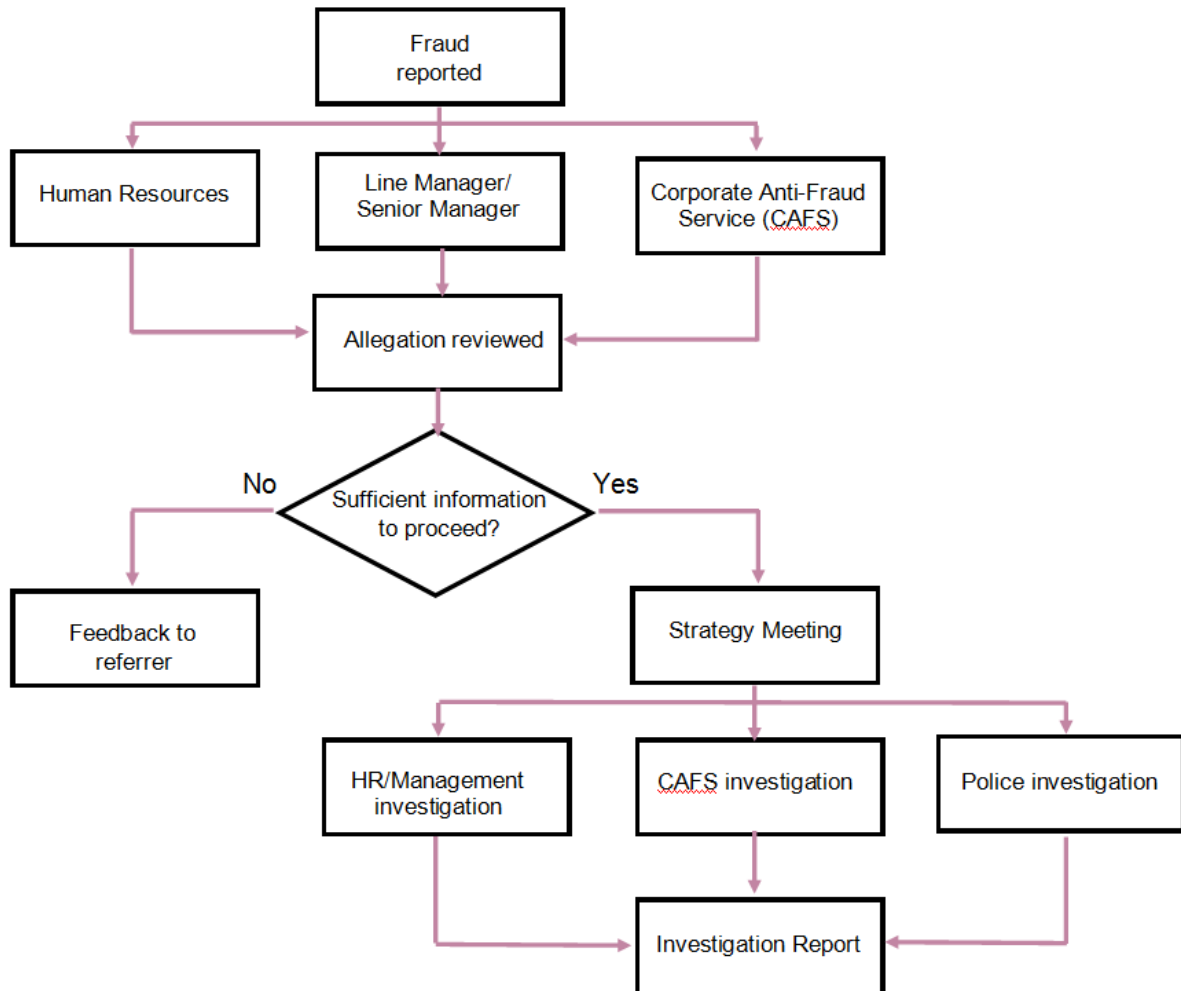 Fraud
reported
Human Resources
Line Manager/
Senior Manager
Corporate Anti-Fraud
Service (CAFS)
Allegation reviewed
No
Yes
Sufficient information
to proceed?
Feedback to
referrer
Strategy Meeting
HR/Management
investigation
CAFS investigation
Police investigation
Investigation Report